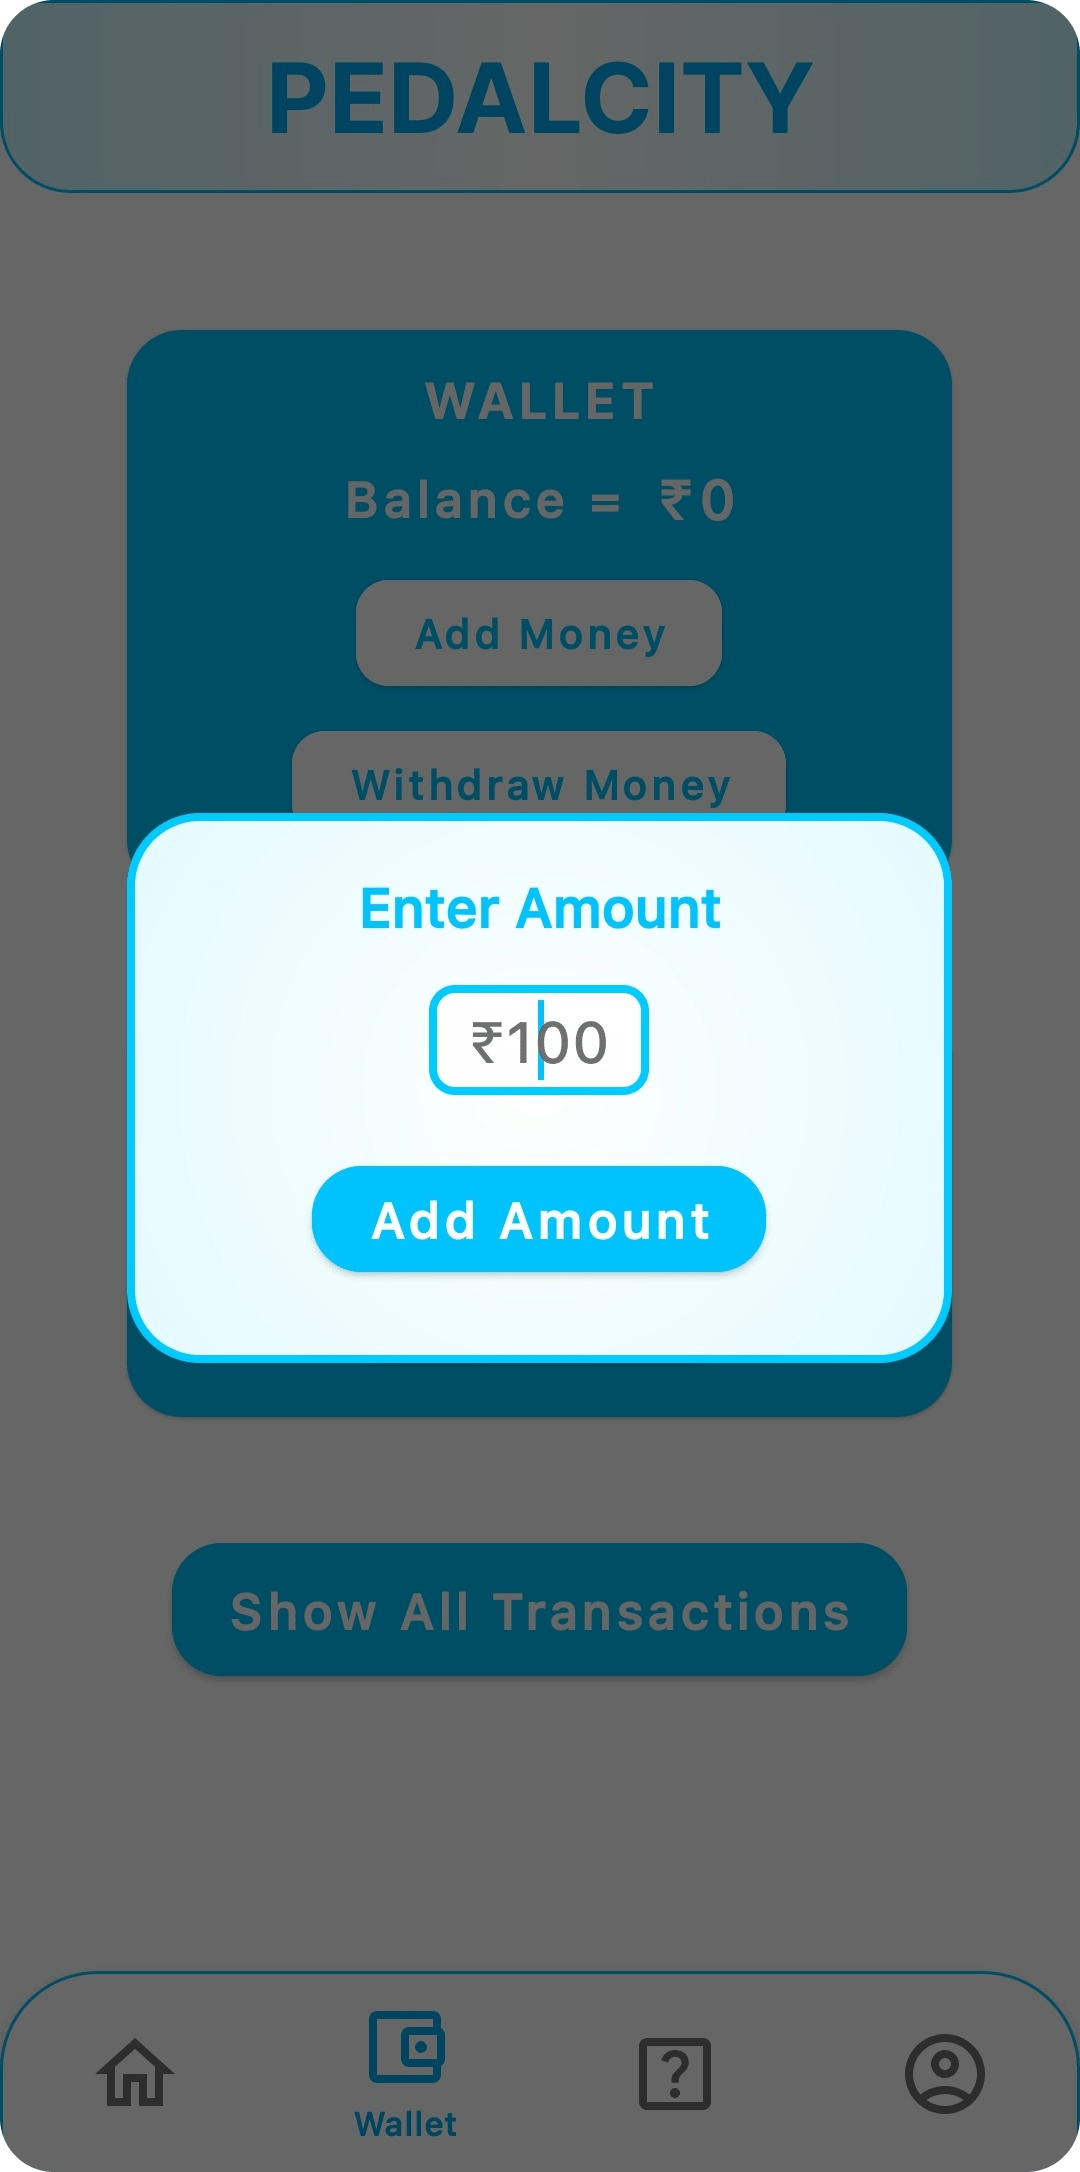 PEDALCITY
WALLET
Balance = ₹0
Add Money
Withdraw Money
Enter Amount
₹100
Add Amount
Show All Transactions
Wallet